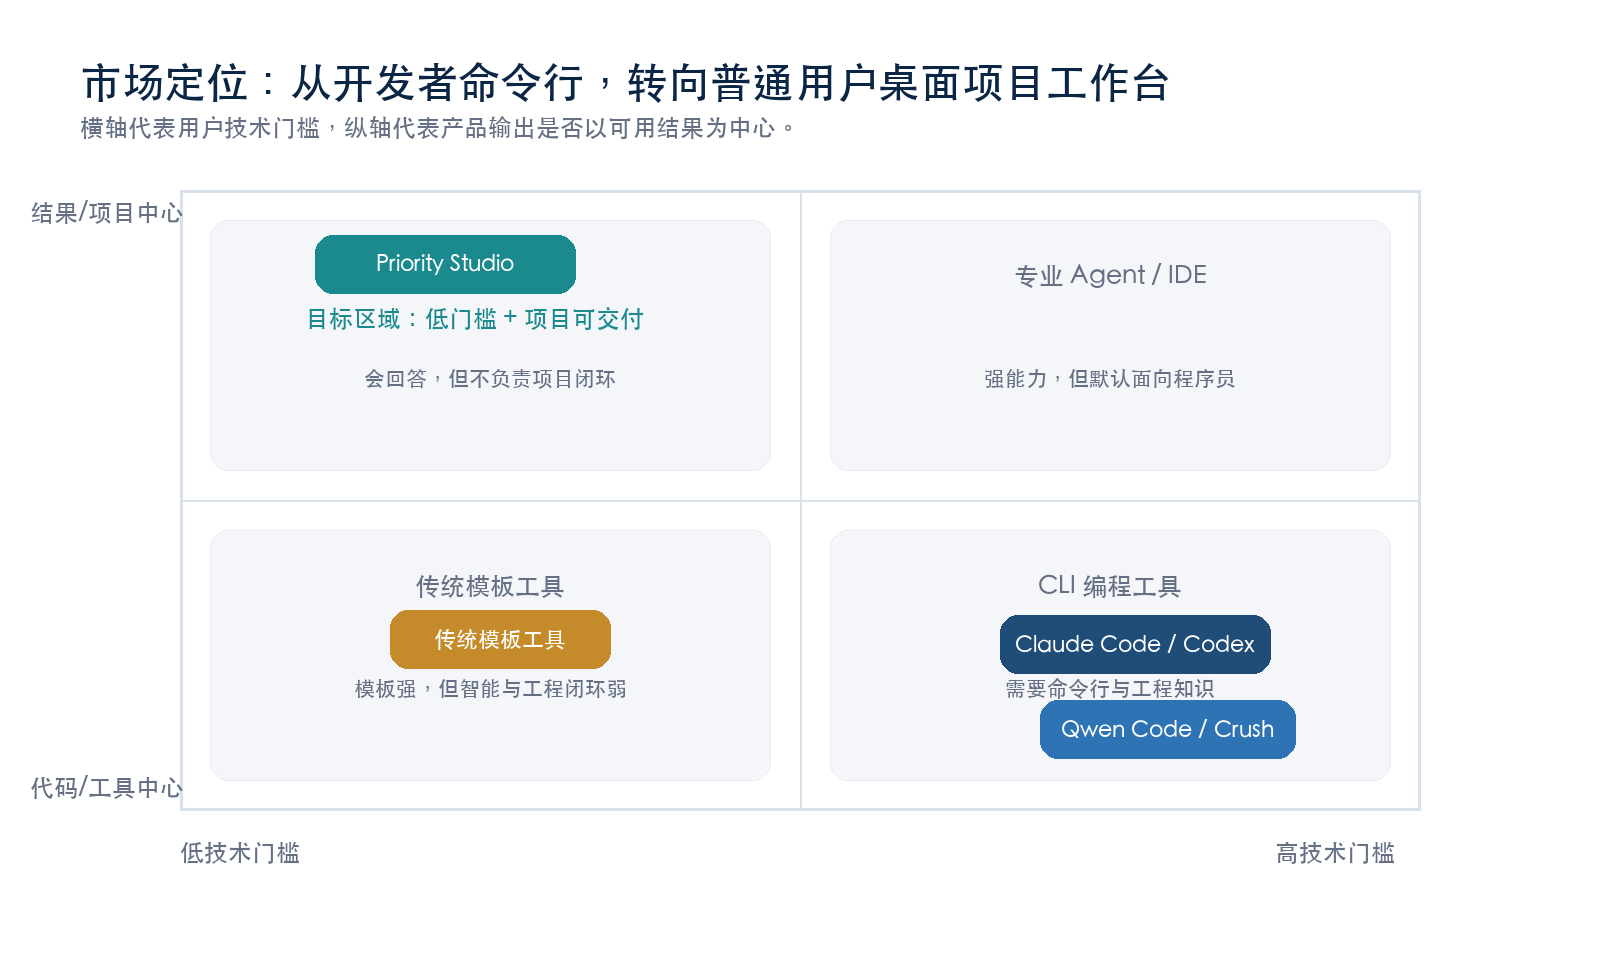 市场定位：从开发者命令行，转向普通用户桌面项目工作台
横轴代表用户技术门槛，纵轴代表产品输出是否以可用结果为中心。
结果/项目中心
Priority Studio
目标区域：低门槛 + 项目可交付
会回答，但不负责项目闭环
专业 Agent / IDE
强能力，但默认面向程序员
传统模板工具
传统模板工具
模板强，但智能与工程闭环弱
CLI 编程工具
Claude Code / Codex
需要命令行与工程知识
Qwen Code / Crush
代码/工具中心
低技术门槛
高技术门槛